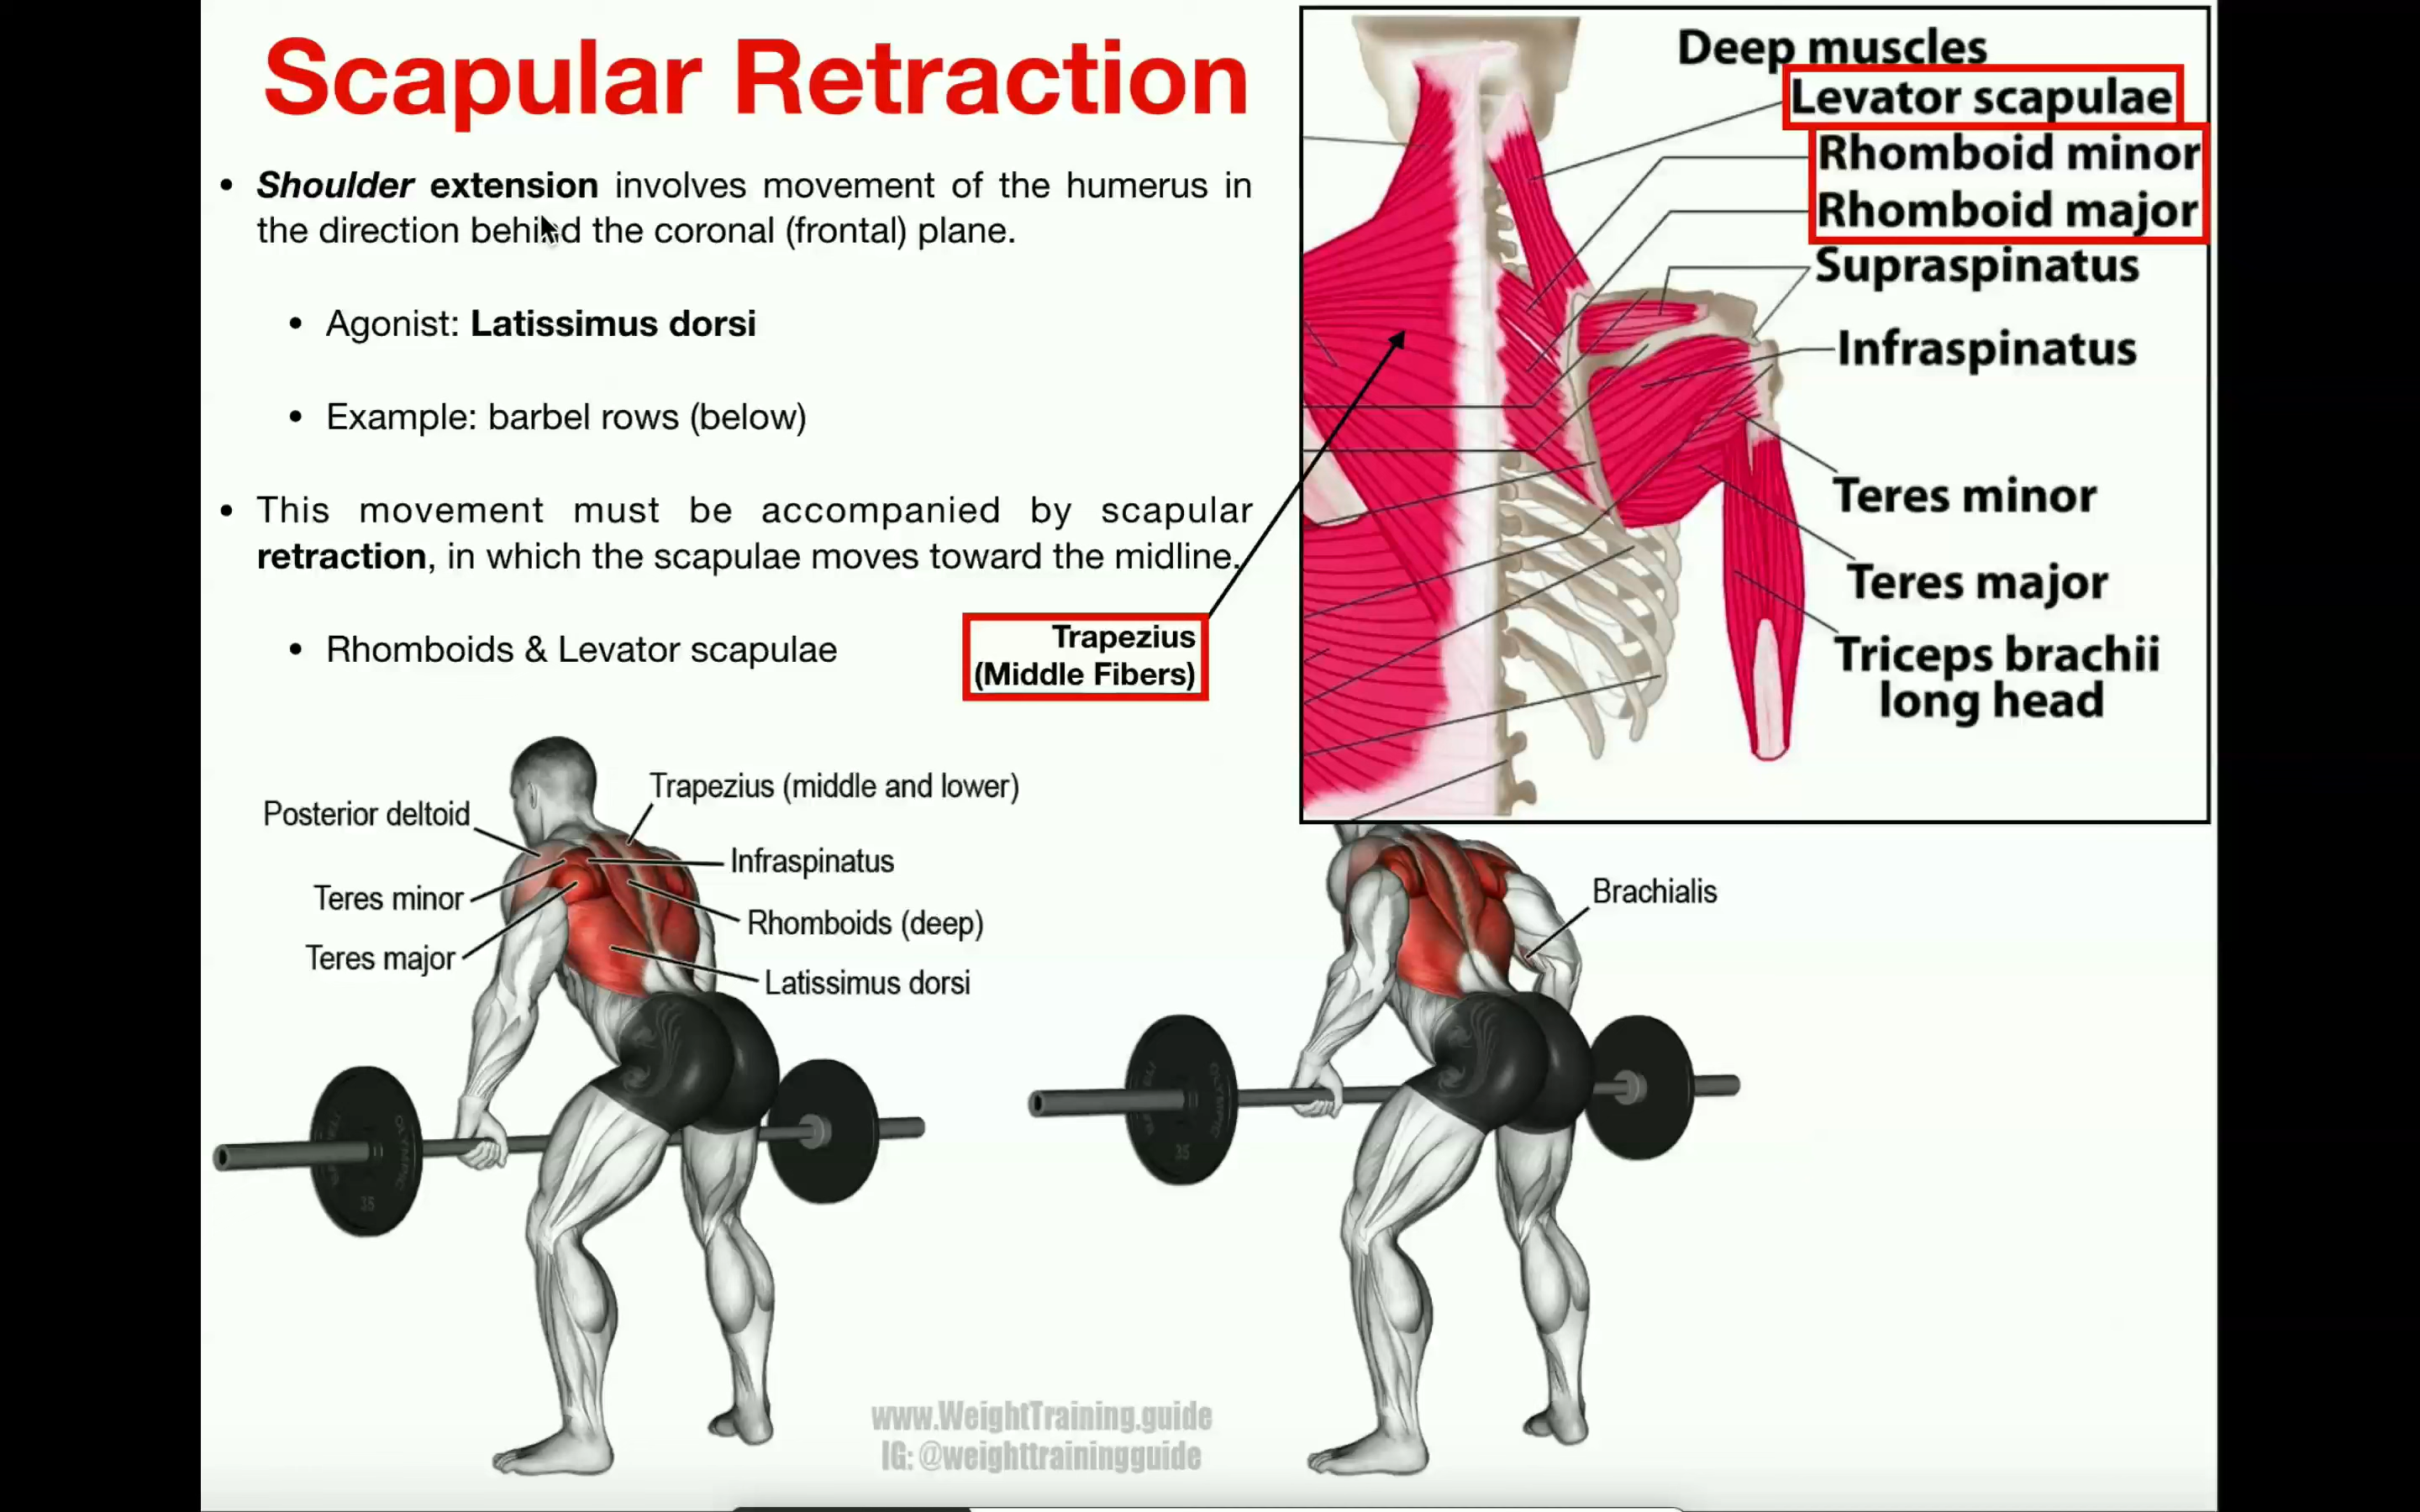 Scapular Retraction
• Shoulder extension involves movement of the humerus in
the direction behind the coronal (frontal) plane.
• Agonist: Latissimus dorsi
• Example: barbel rows (below)
• This movement must be accompanied by scapular
retraction, in which the scapulae moves toward the midline.
• Rhomboids & Levator scapulae
Trapezius
(Middle Fibers)
Deep muscles
Levator scapulae
Rhomboid minor
Rhomboid major
Supraspinatus
Infraspinatus
Teres minor
Teres major
Triceps brachii
long head
Posterior deltoid
Teres minor
Teres major
Trapezius (middle and lower)
Infraspinatus
Rhomboids (deep)
Latissimus dorsi
Brachialis
OLYMPIC
35
OLYMPIC
35
www.WeightTraining.guide
IG: @weighttrainingguide